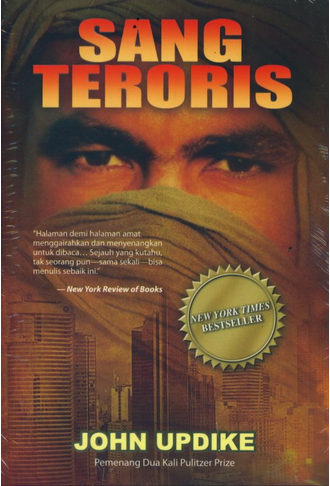 SANG
TERORIS
"Halaman demi halaman amat
menggairahkan dan menyenangkan
untuk dibaca... Sejauh yang kutahu,
tak seorang pun—sama sekali—bisa
menulis sebaik ini."
— New York Review of Books
NEW YORK TIMES
BESTSELLER
JOHN UPDIKE
Pemenang Dua Kali Pulitzer Prize